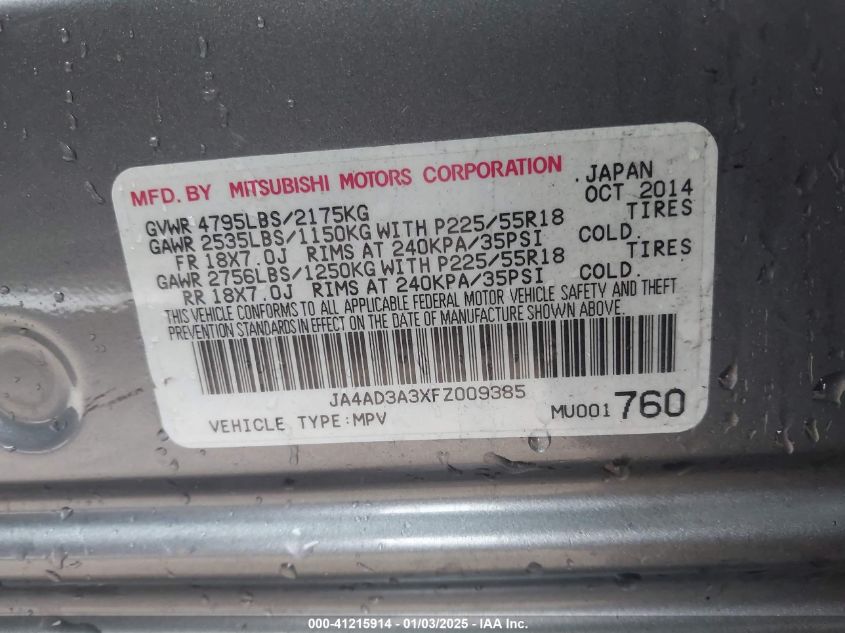 MFD. BY MITSUBISHI MOTORS CORPORATION .JAPAN
OCT 2014
GVWR 4795LBS/2175KG
GAWR 2535LBS/1150KG WITH P225/55R18 TIRES
FR 18X7.0J RIMS AT 240KPA/35PSI COLD.
GAWR 2756LBS/1250KG WITH P225/55R18 TIRES
RR 18X7.0J RIMS AT 240KPA/35PSI COLD.
THIS VEHICLE CONFORMS TO ALL APPLICABLE FEDERAL MOTOR VEHICLE SAFETY AND THEFT
PREVENTION STANDARDS IN EFFECT ON THE DATE OF MANUFACTURE SHOWN ABOVE.
JA4AD3A3XFZ009385
VEHICLE TYPE:MPV MU001 760
000-41215914 - 01/03/2025 - IAA Inc.